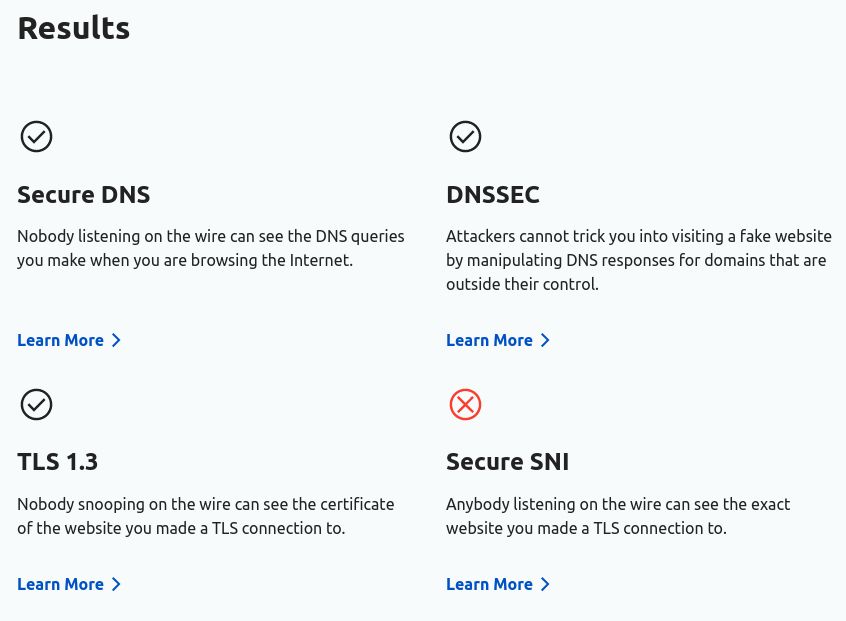 Results
Secure DNS
Nobody listening on the wire can see the DNS queries
you make when you are browsing the Internet.
Learn More
DNSSEC
Attackers cannot trick you into visiting a fake website
by manipulating DNS responses for domains that are
outside their control.
Learn More
TLS 1.3
Nobody snooping on the wire can see the certificate
of the website you made a TLS connection to.
Learn More
Secure SNI
Anybody listening on the wire can see the exact
website you made a TLS connection to.
Learn More